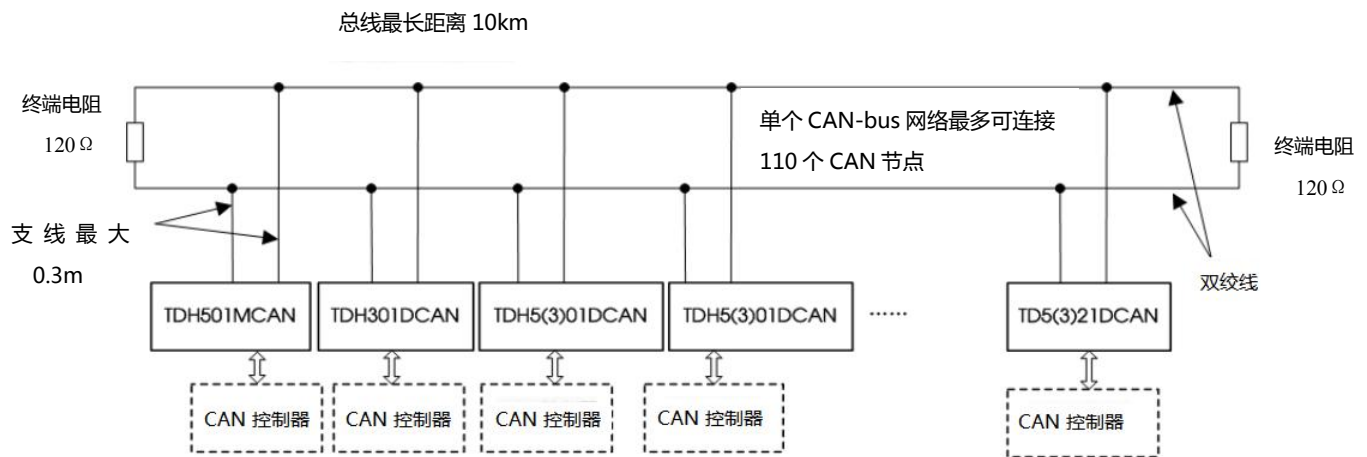 总线最长距离 10km
终端电阻
120 Ω
单个 CAN-bus 网络最多可连接
110 个 CAN 节点
终端电阻
120 Ω
支 线 最 大
0.3m
双绞线
TDH501MCAN
TDH301DCAN
TDH5(3)01DCAN
TDH5(3)01DCAN
……
TD5(3)21DCAN
CAN 控制器
CAN 控制器
CAN 控制器
CAN 控制器
CAN 控制器